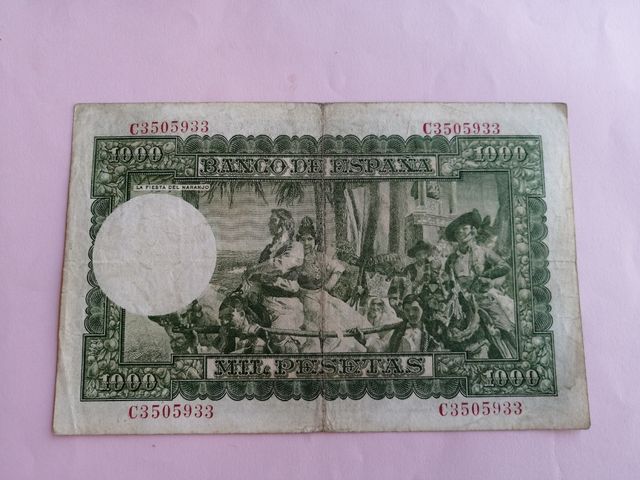 C3505933 C3505933
1000 BANCO DE ESPAÑA 1000
LA FIESTA DEL NARANJO
1000 MIL PESETAS 1000
C3505933 C3505933